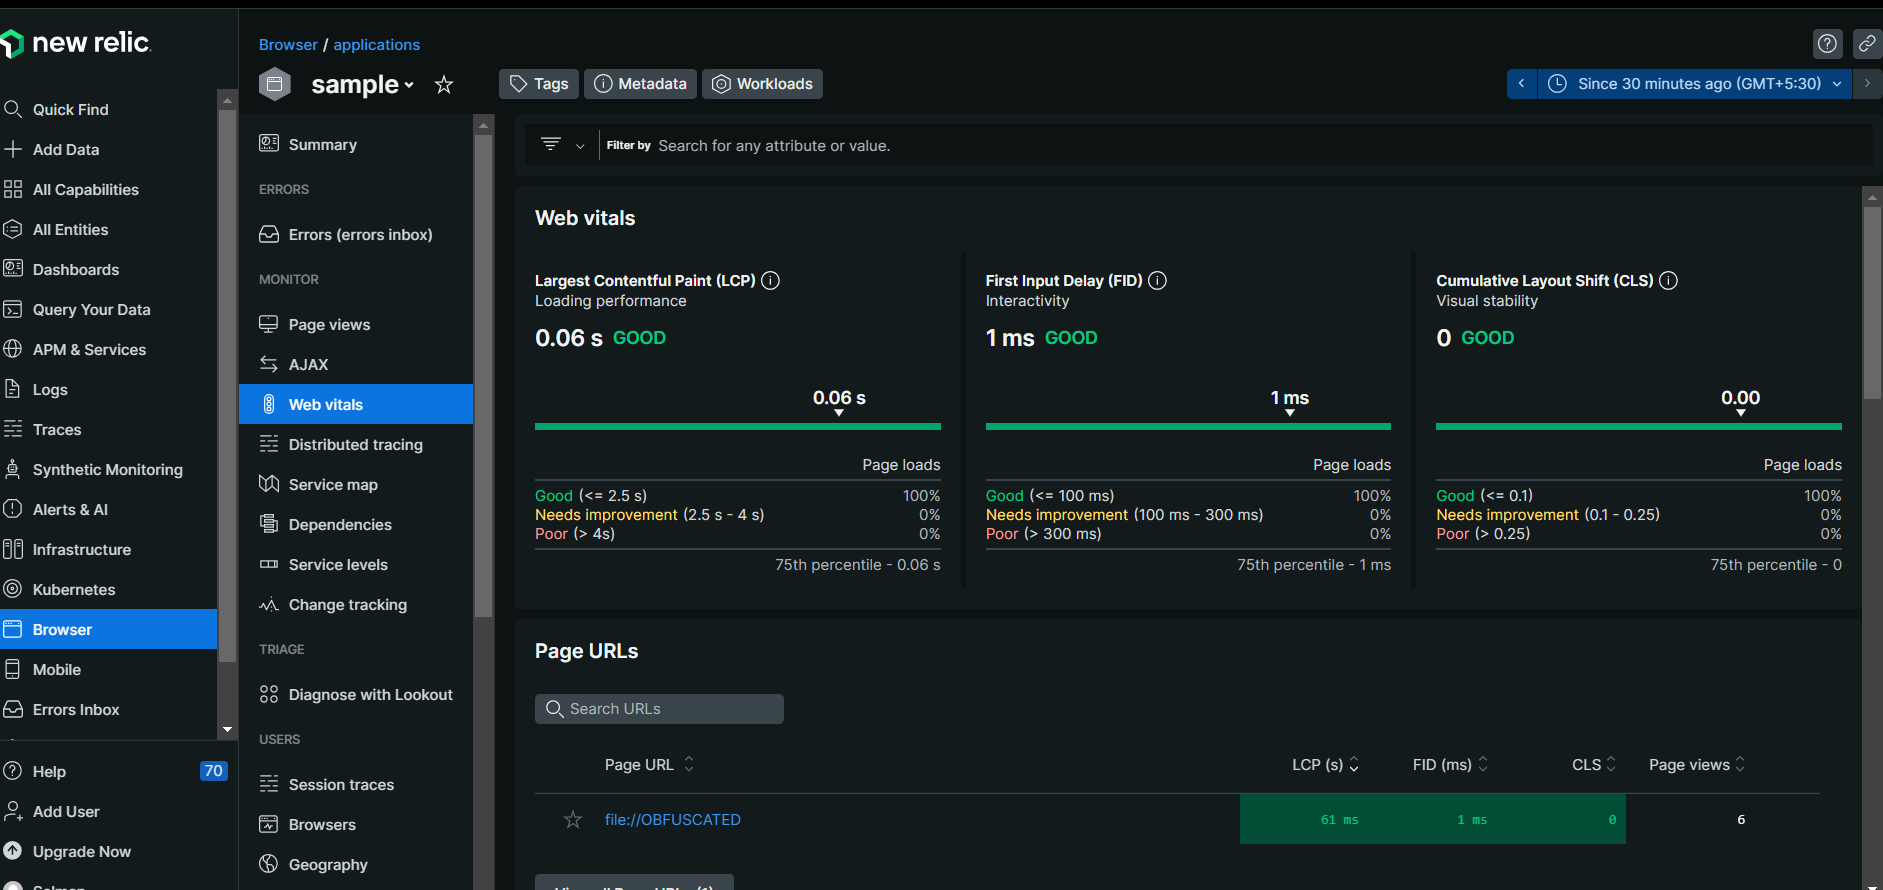 new relic.
Quick Find
Add Data
All Capabilities
All Entities
Dashboards
Query Your Data
APM & Services
Logs
Traces
Synthetic Monitoring
Alerts & AI
Infrastructure
Kubernetes
Browser
Mobile
Errors Inbox
Help 70
Add User
Upgrade Now
Browser / applications
sample
Tags Metadata Workloads
Since 30 minutes ago (GMT+5:30)
Summary
ERRORS
Errors (errors inbox)
MONITOR
Page views
AJAX
Web vitals
Distributed tracing
Service map
Dependencies
Service levels
Change tracking
TRIAGE
Diagnose with Lookout
USERS
Session traces
Browsers
Geography
Filter by Search for any attribute or value.
Web vitals
Largest Contentful Paint (LCP)
Loading performance
0.06 s GOOD
0.06 s
Page loads
Good (<= 2.5 s) 100%
Needs improvement (2.5 s - 4 s) 0%
Poor (> 4s) 0%
75th percentile - 0.06 s
First Input Delay (FID)
Interactivity
1 ms GOOD
1 ms
Page loads
Good (<= 100 ms) 100%
Needs improvement (100 ms - 300 ms) 0%
Poor (> 300 ms) 0%
75th percentile - 1 ms
Cumulative Layout Shift (CLS)
Visual stability
0 GOOD
0.00
Page loads
Good (<= 0.1) 100%
Needs improvement (0.1 - 0.25) 0%
Poor (> 0.25) 0%
75th percentile - 0
Page URLs
Search URLs
Page URL LCP (s) FID (ms) CLS Page views
file://OBFUSCATED 61 ms 1 ms 0 6